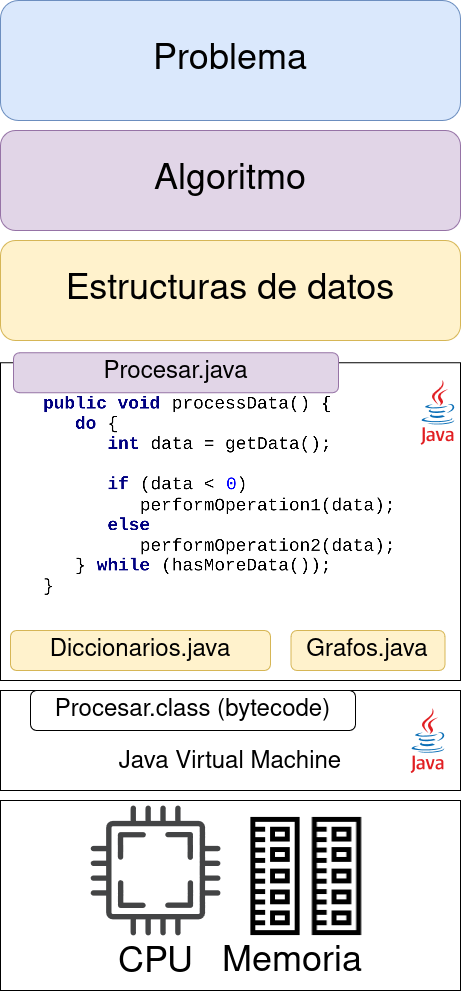 Problema
Algoritmo
Estructuras de datos
Procesar.java
public void processData() {
do {
int data = getData();
if (data < 0)
performOperation1(data);
else
performOperation2(data);
} while (hasMoreData());
}
Java
Diccionarios.java
Grafos.java
Procesar.class (bytecode)
Java Virtual Machine
Java
CPU
Memoria